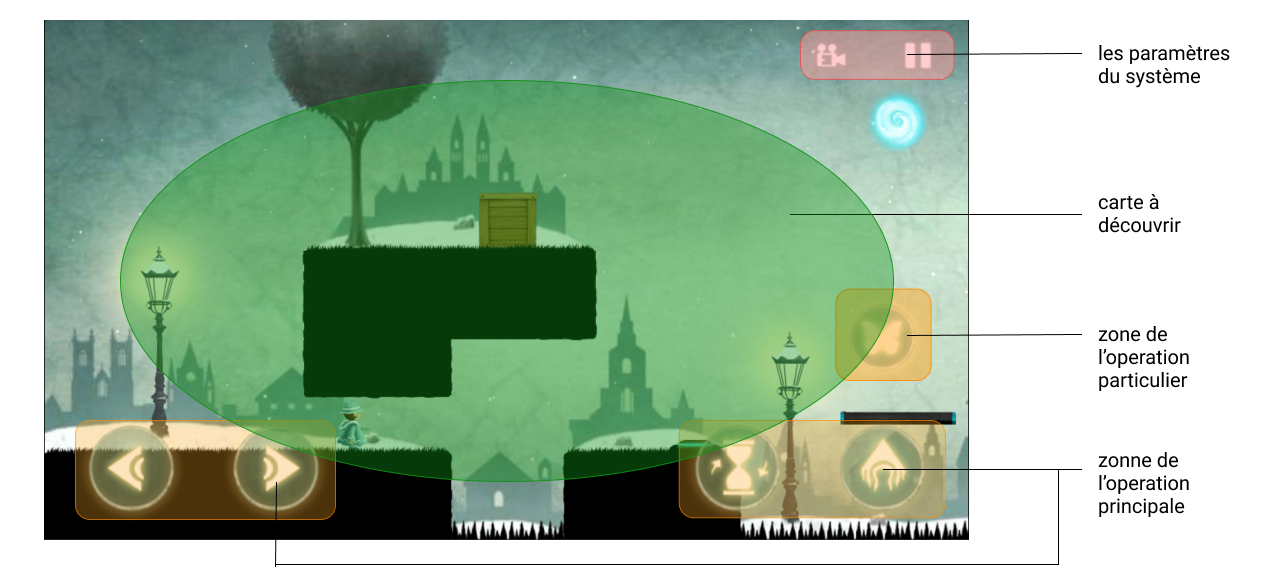 les paramètres
du système
carte à
découvrir
zone de
l’operation
particulier
zonne de
l’operation
principale